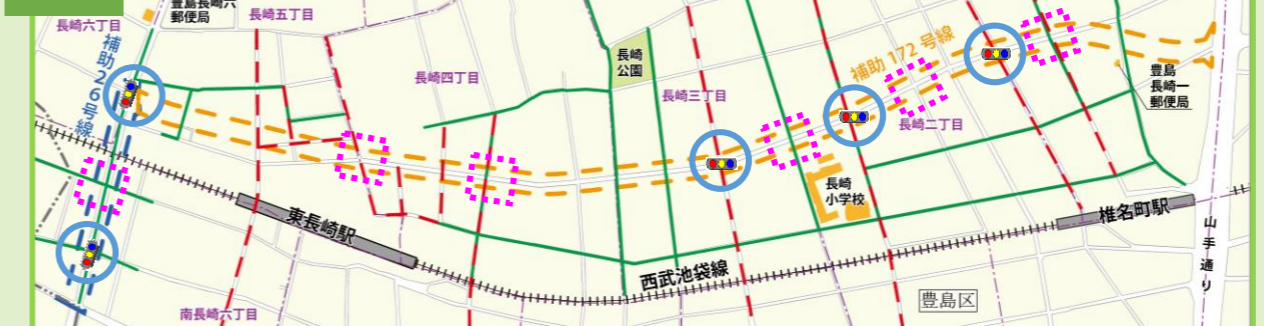 豊島長崎六
郵便局
長崎五丁目
長崎六丁目
補助26号線
長崎四丁目
長崎
公園
長崎三丁目
補助172号線
長崎二丁目
豊島
長崎一
郵便局
長崎
小学校
東長崎駅
椎名町駅
西武池袋線
山手通り
豊島区
南長崎六丁目